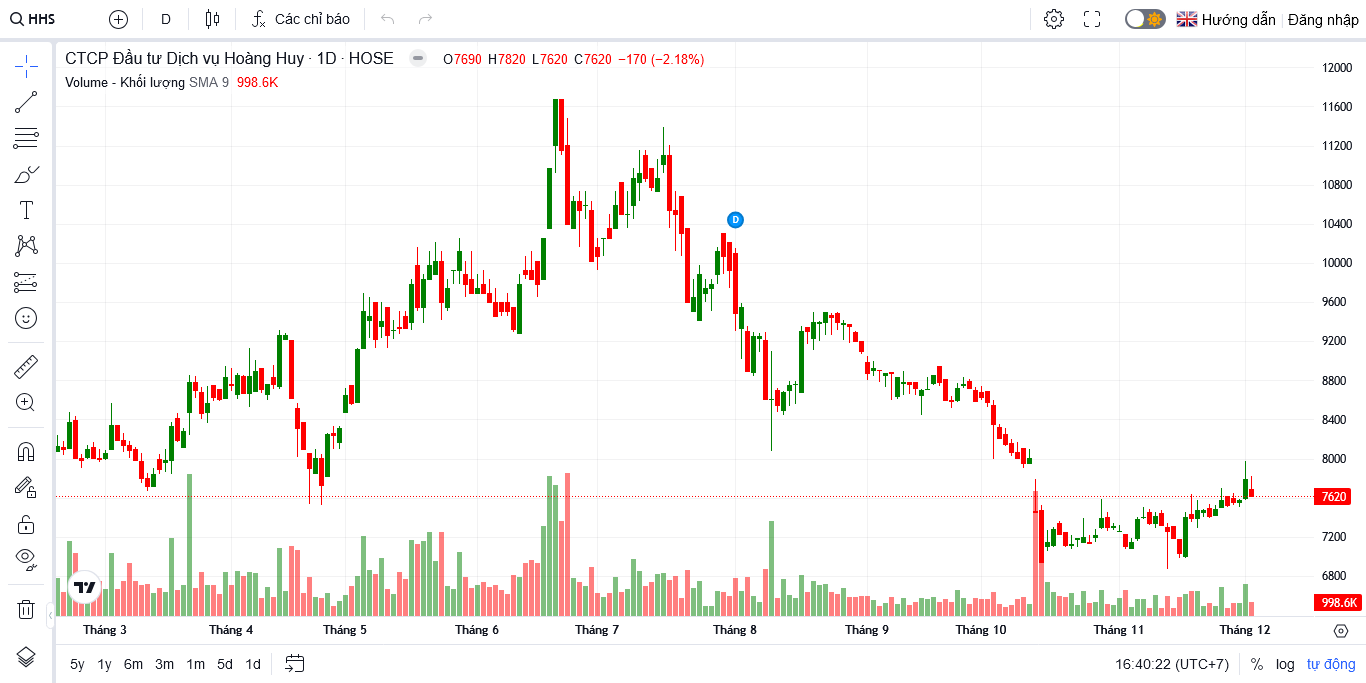 HHS D Các chỉ báo Hướng dẫn Đăng nhập
CTCP Đầu tư Dịch vụ Hoàng Huy · 1D · HOSE O7690 H7820 L7620 C7620 −170 (−2.18%)
Volume - Khối lượng SMA 9 998.6K
12000
11600
11200
10800
D
10400
10000
9600
9200
8800
8400
8000
7620
7200
6800
998.6K
Tháng 3 Tháng 4 Tháng 5 Tháng 6 Tháng 7 Tháng 8 Tháng 9 Tháng 10 Tháng 11 Tháng 12
5y 1y 6m 3m 1m 5d 1d 16:40:22 (UTC+7) % log tự động